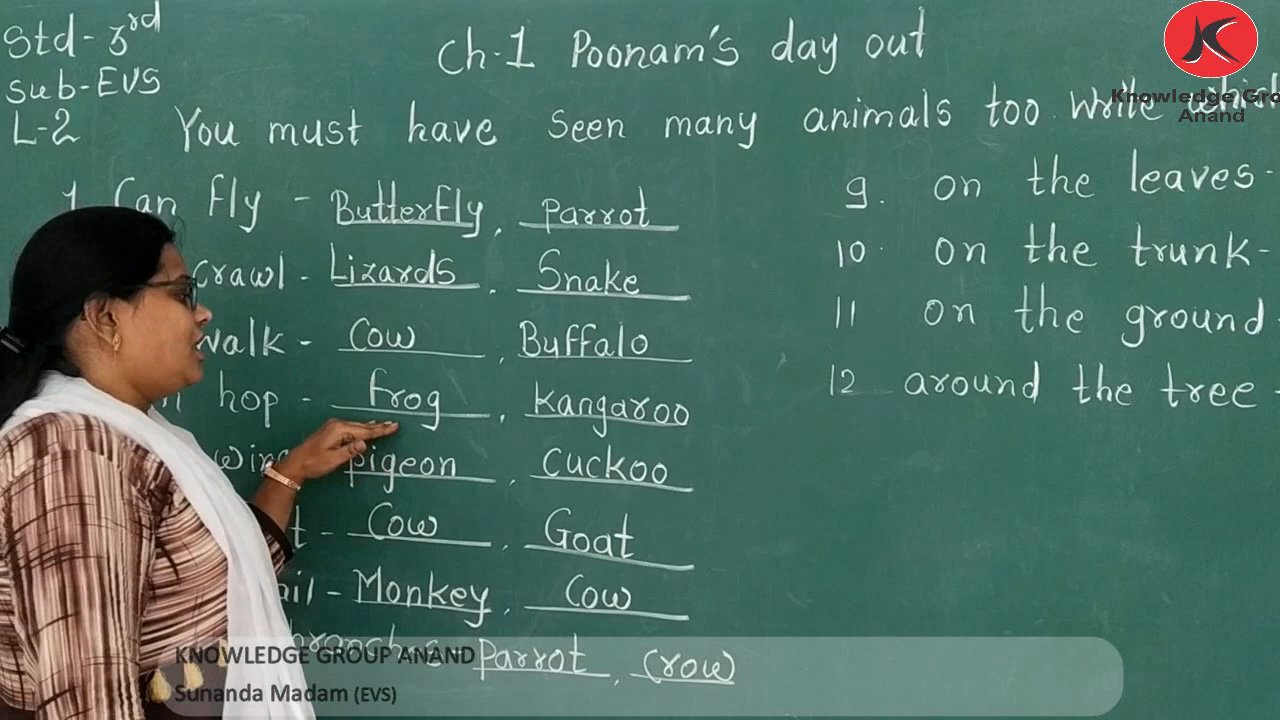 Std-3rd
Sub-EVS
L-2
Ch.1 Poonam's day out
You must have seen many animals too. Write which
1. Can fly - Butterfly, parrot
crawl - Lizards, Snake
walk - Cow, Buffalo
hop - frog, kangaroo
pigeon, cuckoo
Cow, Goat
Monkey, Cow
branches - Parrot, Crow
9. on the leaves -
10. on the trunk -
11 on the ground -
12 around the tree -
Knowledge Gro
Anand
KNOWLEDGE GROUP ANAND
Sunanda Madam (EVS)